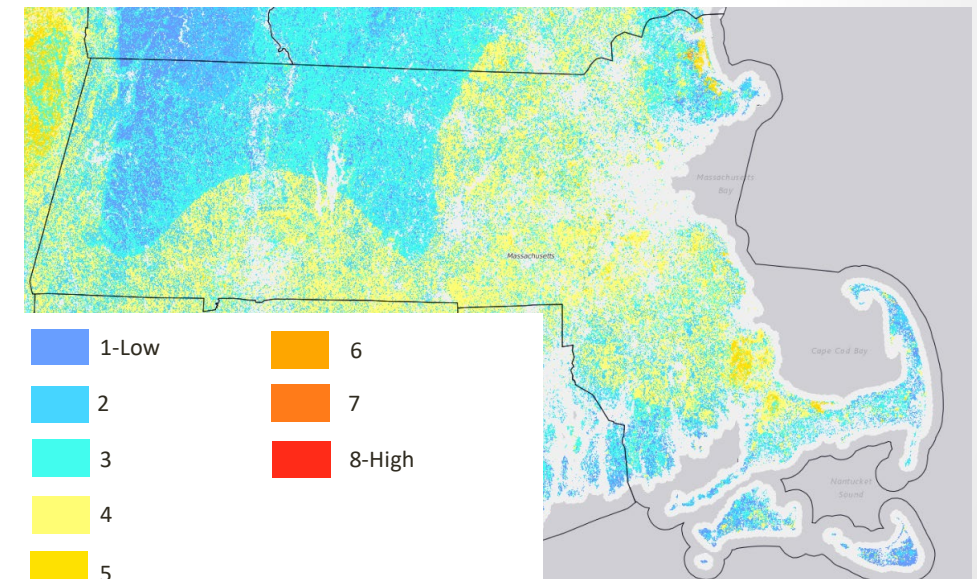 Massachusetts
Bay
Massachusetts
Cape Cod Bay
Nantucket
Sound
1-Low
2
3
4
5
6
7
8-High